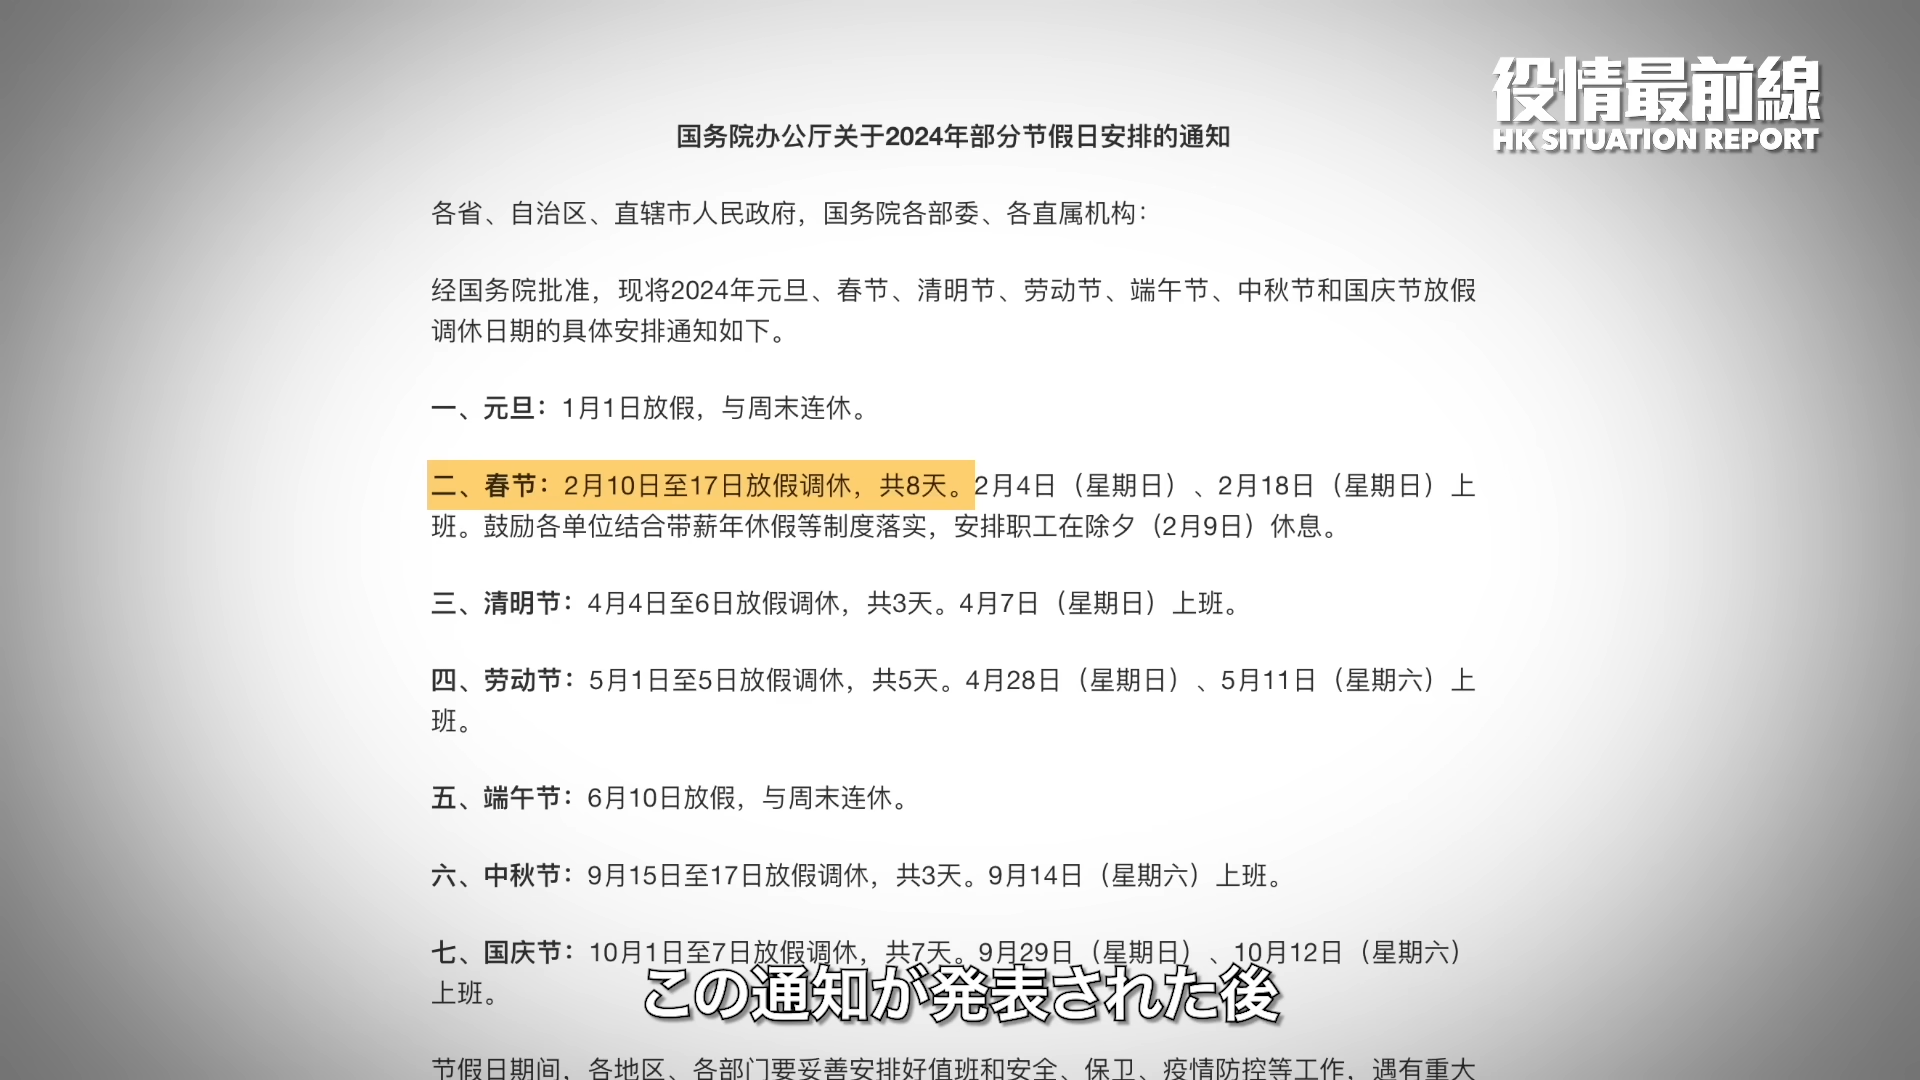 役情最前線
HK SITUATION REPORT
国务院办公厅关于2024年部分节假日安排的通知
各省、自治区、直辖市人民政府，国务院各部委、各直属机构：
经国务院批准，现将2024年元旦、春节、清明节、劳动节、端午节、中秋节和国庆节放假
调休日期的具体安排通知如下。
一、元旦：1月1日放假，与周末连休。
二、春节：2月10日至17日放假调休，共8天。2月4日（星期日）、2月18日（星期日）上
班。鼓励各单位结合带薪年休假等制度落实，安排职工在除夕（2月9日）休息。
三、清明节：4月4日至6日放假调休，共3天。4月7日（星期日）上班。
四、劳动节：5月1日至5日放假调休，共5天。4月28日（星期日）、5月11日（星期六）上
班。
五、端午节：6月10日放假，与周末连休。
六、中秋节：9月15日至17日放假调休，共3天。9月14日（星期六）上班。
七、国庆节：10月1日至7日放假调休，共7天。9月29日（星期日）、10月12日（星期六）
上班。
この通知が発表された後
节假日期间，各地区、各部门要妥善安排好值班和安全、保卫、疫情防控等工作，遇有重大